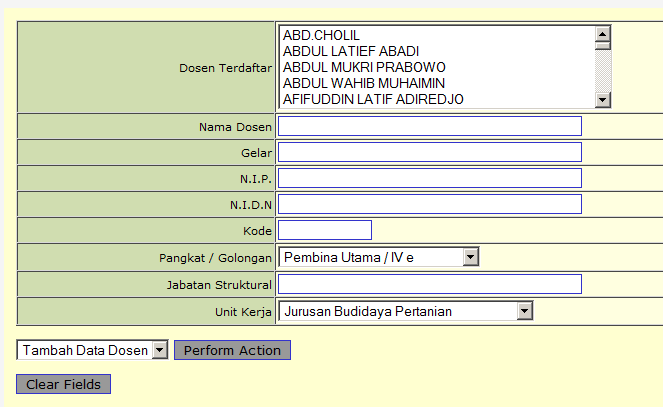 Dosen Terdaftar
ABD.CHOLIL
ABDUL LATIEF ABADI
ABDUL MUKRI PRABOWO
ABDUL WAHIB MUHAIMIN
AFIFUDDIN LATIF ADIREDJO
Nama Dosen
Gelar
N.I.P.
N.I.D.N
Kode
Pangkat / Golongan Pembina Utama / IV e
Jabatan Struktural
Unit Kerja Jurusan Budidaya Pertanian
Tambah Data Dosen Perform Action
Clear Fields